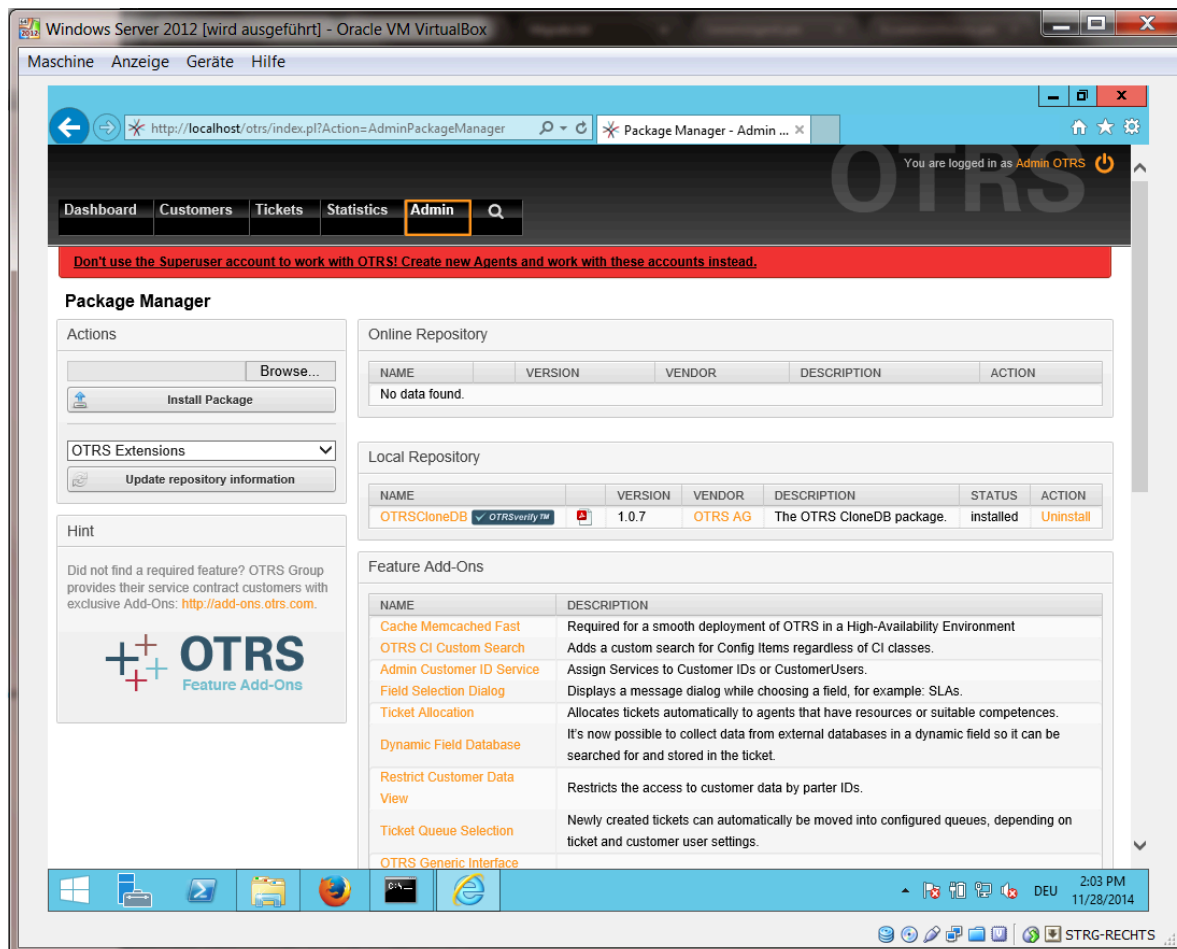 Windows Server 2012 [wird ausgeführt] - Oracle VM VirtualBox
Maschine Anzeige Geräte Hilfe
http://localhost/otrs/index.pl?Action=AdminPackageManager
Package Manager - Admin ...
OTRS
You are logged in as Admin OTRS
Dashboard Customers Tickets Statistics Admin
Don't use the Superuser account to work with OTRS! Create new Agents and work with these accounts instead.
Package Manager
Actions
Browse...
Install Package
OTRS Extensions
Update repository information
Hint
Did not find a required feature? OTRS Group
provides their service contract customers with
exclusive Add-Ons: http://add-ons.otrs.com.
OTRS
Feature Add-Ons
Online Repository
NAME VERSION VENDOR DESCRIPTION ACTION
No data found.
Local Repository
NAME VERSION VENDOR DESCRIPTION STATUS ACTION
OTRSCloneDB OTRSverify™ 1.0.7 OTRS AG The OTRS CloneDB package. installed Uninstall
Feature Add-Ons
NAME DESCRIPTION
Cache Memcached Fast Required for a smooth deployment of OTRS in a High-Availability Environment
OTRS CI Custom Search Adds a custom search for Config Items regardless of CI classes.
Admin Customer ID Service Assign Services to Customer IDs or CustomerUsers.
Field Selection Dialog Displays a message dialog while choosing a field, for example: SLAs.
Ticket Allocation Allocates tickets automatically to agents that have resources or suitable competences.
Dynamic Field Database It's now possible to collect data from external databases in a dynamic field so it can be
searched for and stored in the ticket.
Restrict Customer Data
View Restricts the access to customer data by parter IDs.
Ticket Queue Selection Newly created tickets can automatically be moved into configured queues, depending on
ticket and customer user settings.
OTRS Generic Interface
DEU
2:03 PM
11/28/2014
STRG-RECHTS